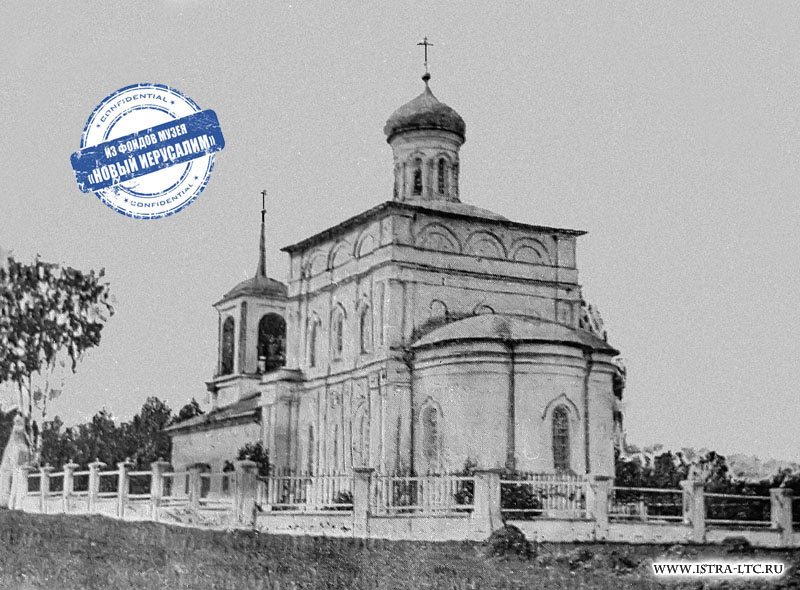 CONFIDENTIAL
ИЗ ФОНДОВ МУЗЕЯ
«НОВЫЙ ИЕРУСАЛИМ»
CONFIDENTIAL
WWW.ISTRA-LTC.RU